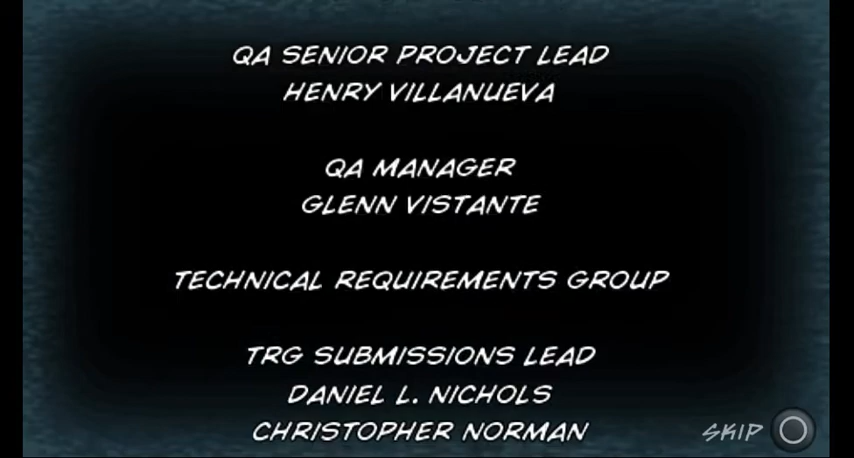 QA SENIOR PROJECT LEAD
HENRY VILLANUEVA
QA MANAGER
GLENN VISTANTE
TECHNICAL REQUIREMENTS GROUP
TRG SUBMISSIONS LEAD
DANIEL L. NICHOLS
CHRISTOPHER NORMAN
SKIP